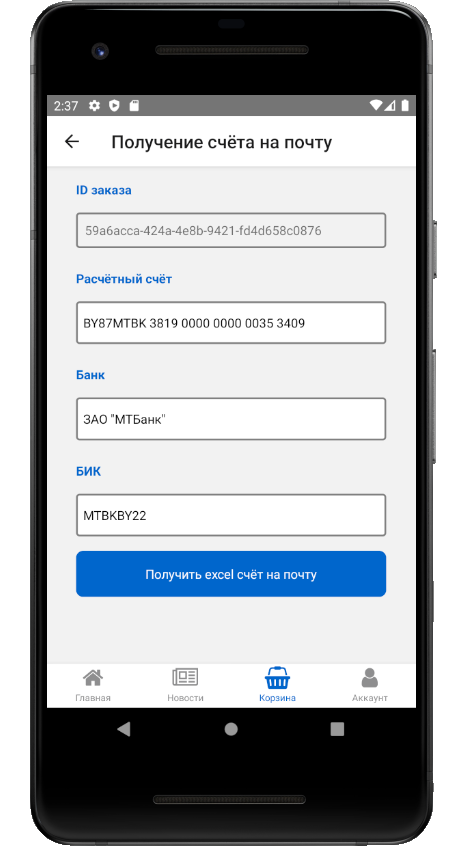 2:37
Получение счёта на почту
ID заказа
59a6acca-424a-4e8b-9421-fd4d658c0876
Расчётный счёт
BY87MTBK 3819 0000 0000 0035 3409
Банк
ЗАО "МТБанк"
БИК
MTBKBY22
Получить excel счёт на почту
Главная
Новости
Корзина
Аккаунт